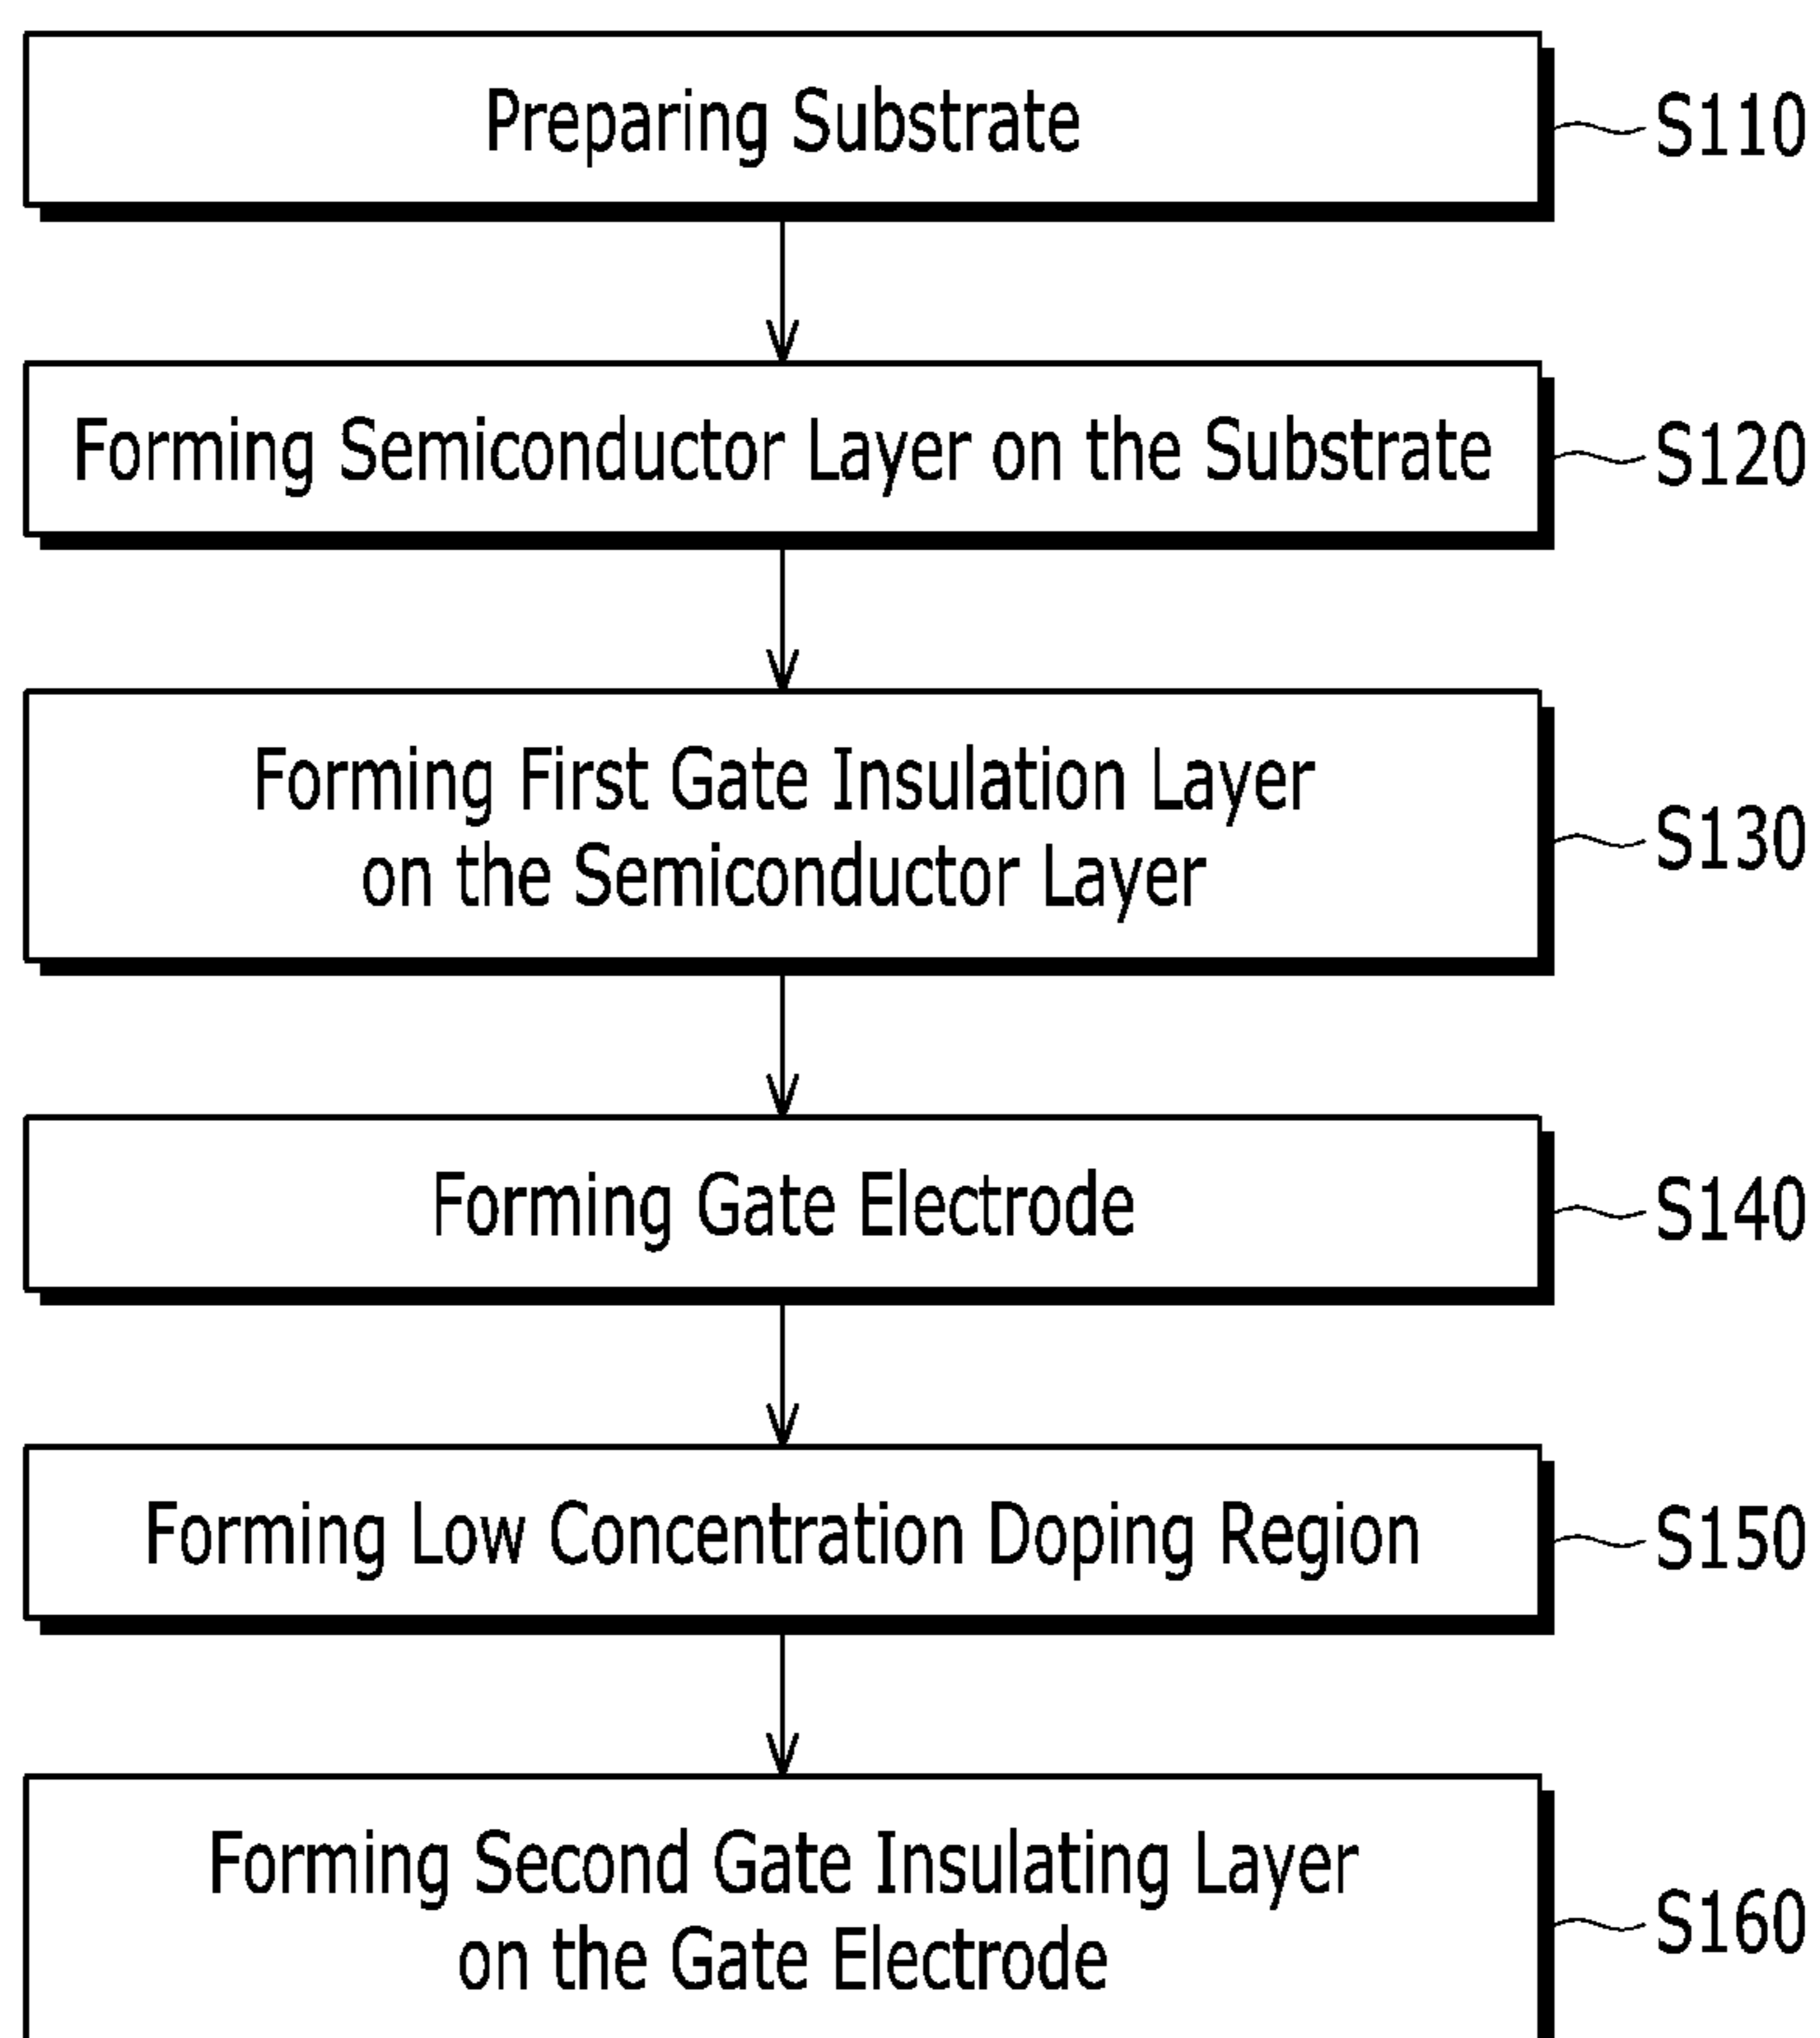 Preparing Substrate
S110
Forming Semiconductor Layer on the Substrate
S120
Forming First Gate Insulation Layer
on the Semiconductor Layer
S130
Forming Gate Electrode
S140
Forming Low Concentration Doping Region
S150
Forming Second Gate Insulating Layer
on the Gate Electrode
S160